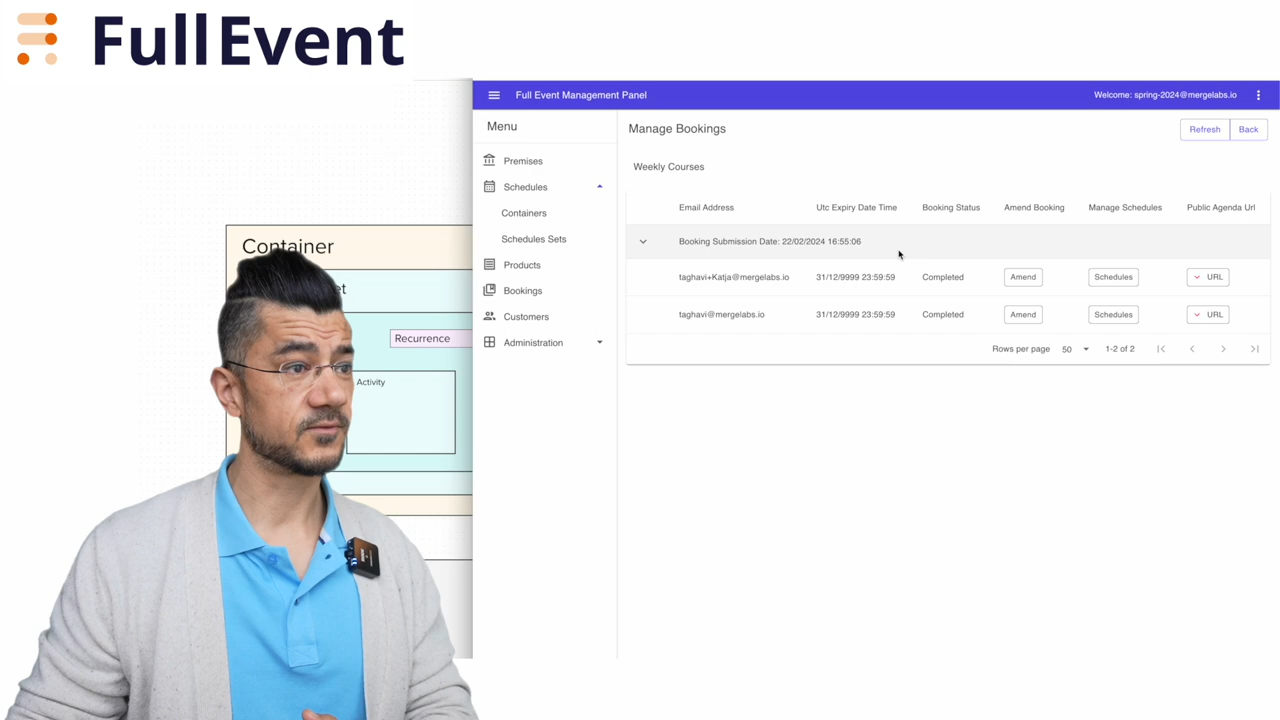 FullEvent
Full Event Management Panel
Welcome: spring-2024@mergelabs.io
Menu
Premises
Schedules
Containers
Schedules Sets
Products
Bookings
Customers
Administration
Manage Bookings
Refresh
Back
Weekly Courses
Email Address Utc Expiry Date Time Booking Status Amend Booking Manage Schedules Public Agenda Url
Booking Submission Date: 22/02/2024 16:55:06
taghavi+Katja@mergelabs.io 31/12/9999 23:59:59 Completed Amend Schedules URL
taghavi@mergelabs.io 31/12/9999 23:59:59 Completed Amend Schedules URL
Rows per page 50 1-2 of 2
Container
et
Recurrence
Activity